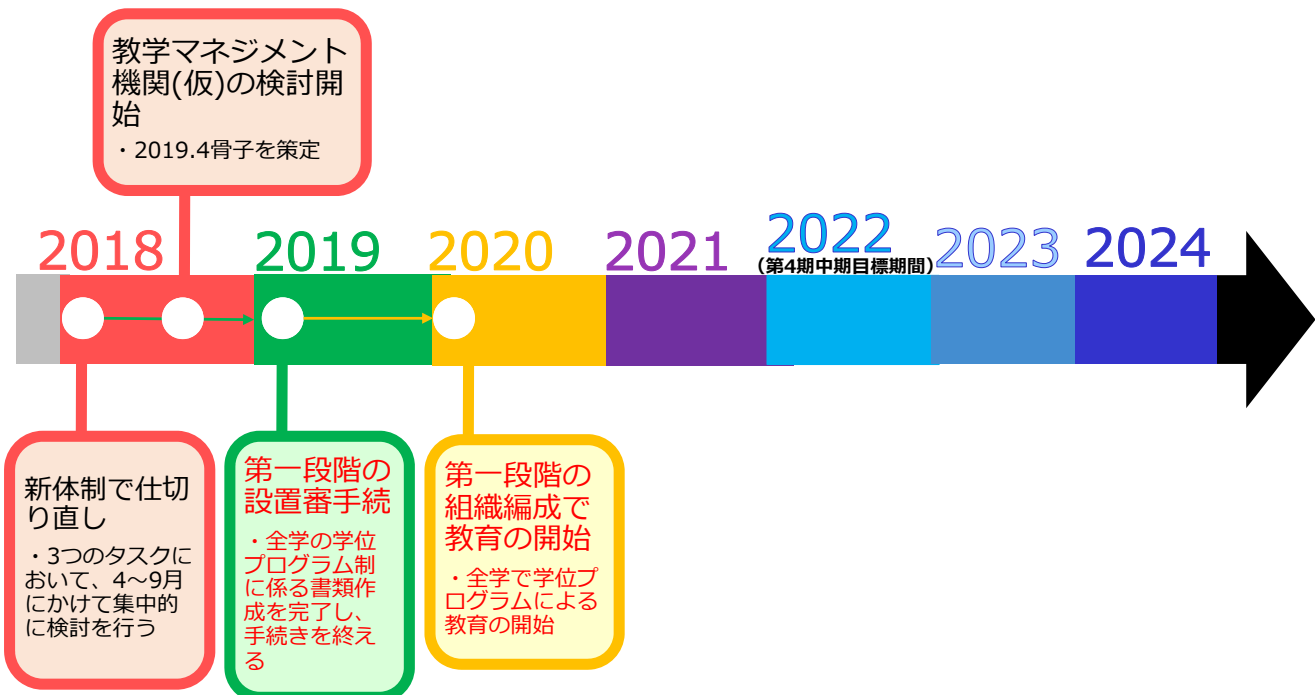 教学マネジメント
機関(仮)の検討開
始
・2019.4骨子を策定
2018
2019
2020
2021
2022
(第4期中期目標期間)
2023
2024
新体制で仕切
り直し
・3つのタスクに
おいて、4～9月
にかけて集中的
に検討を行う
第一段階の
設置審手続
・全学の学位
プログラム制
に係る書類作
成を完了し、
手続きを終え
る
第一段階の
組織編成で
教育の開始
・全学で学位プ
ログラムによる
教育の開始